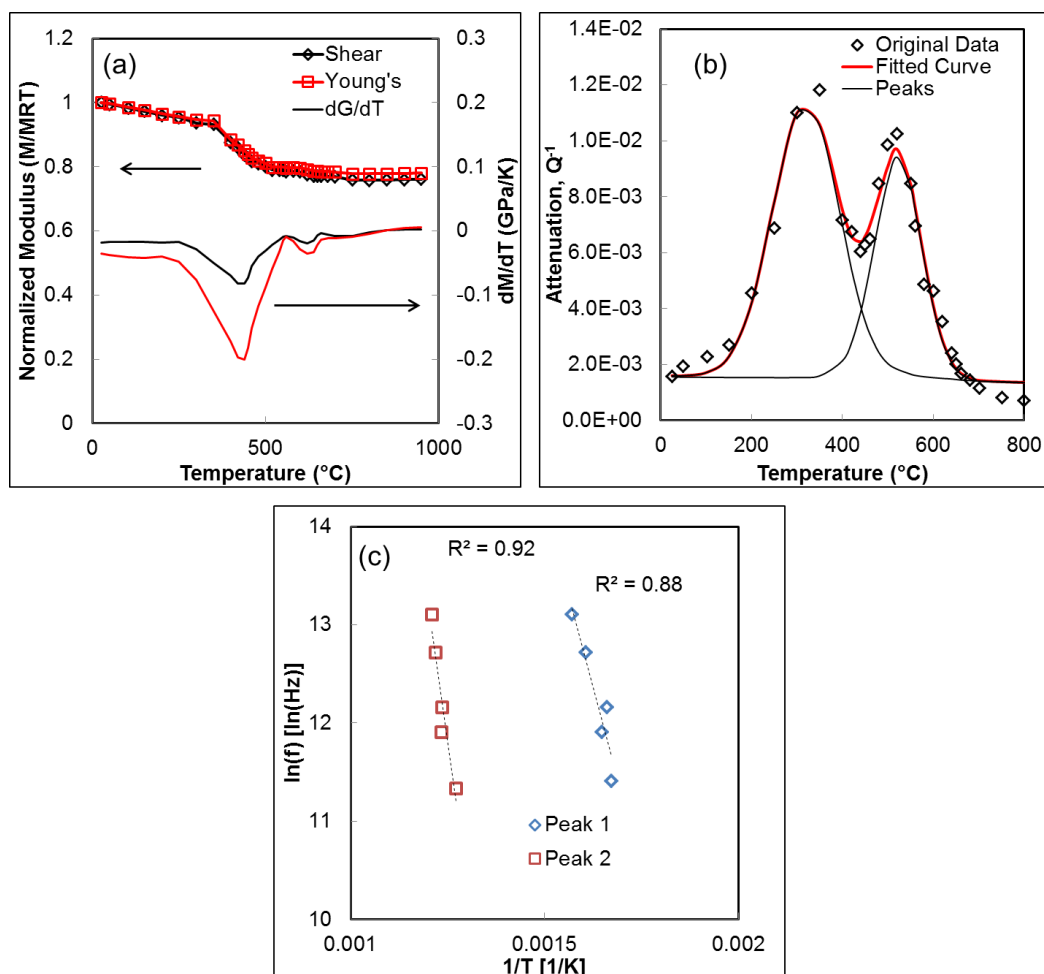 (a)
Shear
Young's
dG/dT
1.2
1
0.8
0.6
0.4
0.2
0
0.3
0.2
0.1
0
-0.1
-0.2
-0.3
0
500
1000
Normalized Modulus (M/MRT)
dM/dT (GPa/K)
Temperature (°C)
(b)
Original Data
Fitted Curve
Peaks
1.4E-02
1.2E-02
1.0E-02
8.0E-03
6.0E-03
4.0E-03
2.0E-03
0.0E+00
0
200
400
600
800
Attenuation, Q-1
Temperature (°C)
(c)
R² = 0.92
R² = 0.88
Peak 1
Peak 2
14
13
12
11
10
0.001
0.0015
0.002
ln(f) [ln(Hz)]
1/T [1/K]